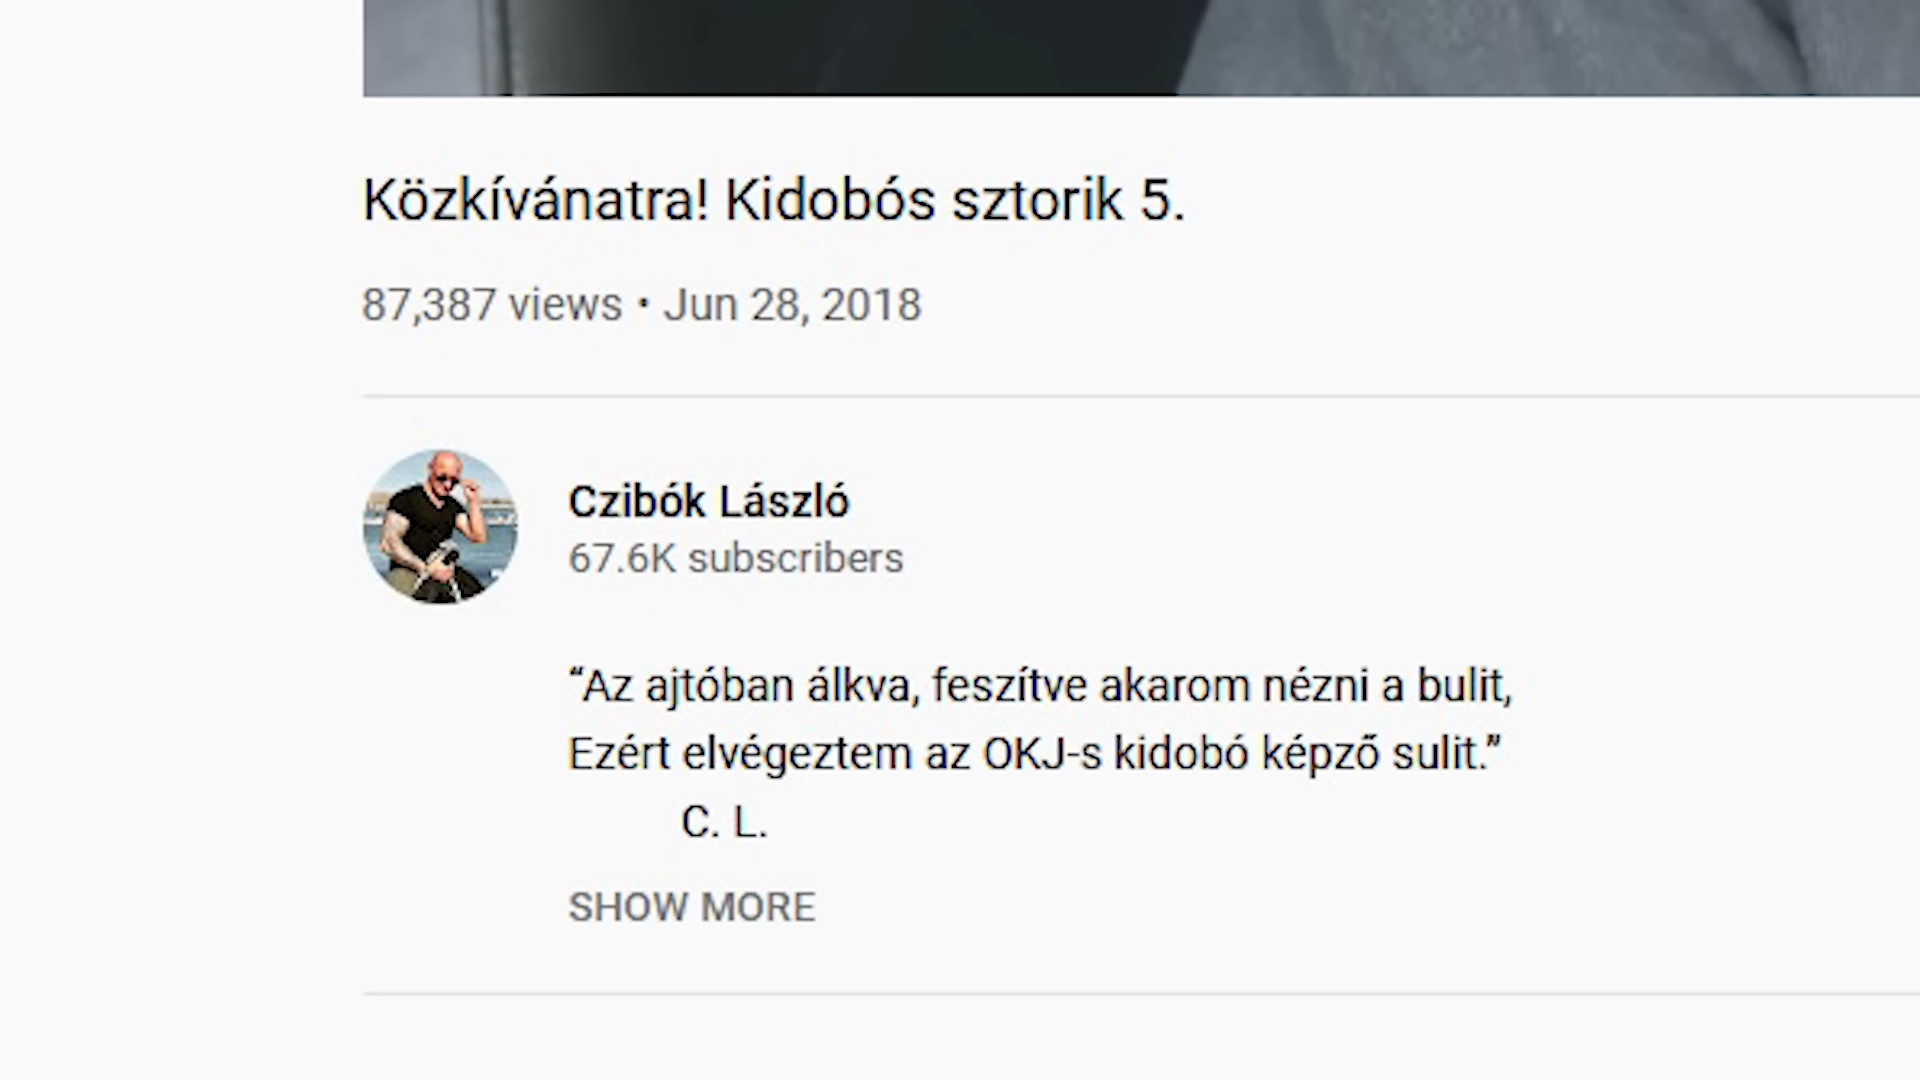 Közkívánatra! Kidobós sztorik 5.
87,387 views • Jun 28, 2018
Czibók László
67.6K subscribers
“Az ajtóban álkva, feszítve akarom nézni a bulit,
Ezért elvégeztem az OKJ-s kidobó képző sulit.”
C. L.
SHOW MORE